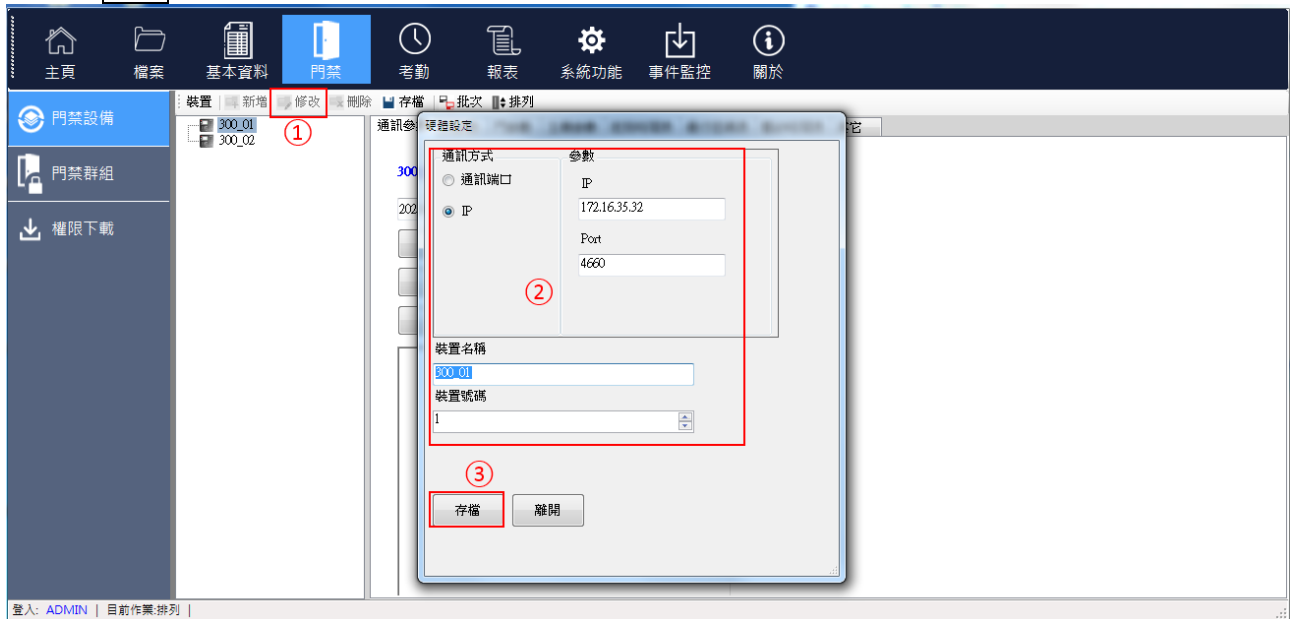 主頁 檔案 基本資料 門禁 考勤 報表 系統功能 事件監控 關於
門禁設備
門禁群組
權限下載
裝置 新增 修改 刪除 存檔 批次 排列
①
300_01
300_02
通訊參
它
300
202
硬體設定
通訊方式 參數
通訊端口
IP
IP
172.16.35.32
Port
4660
②
裝置名稱
300_01
裝置號碼
1
③
存檔 離開
登入: ADMIN | 目前作業:排列 |